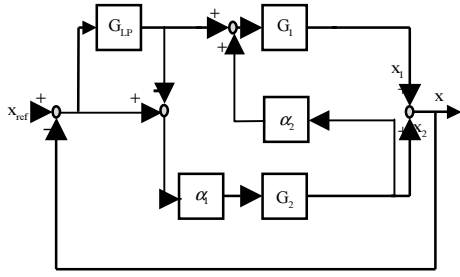 G_LP
+
+
G_1
x_1
x
x_ref
+
−
+
-
α_2
+
+
x_2
α_1
G_2